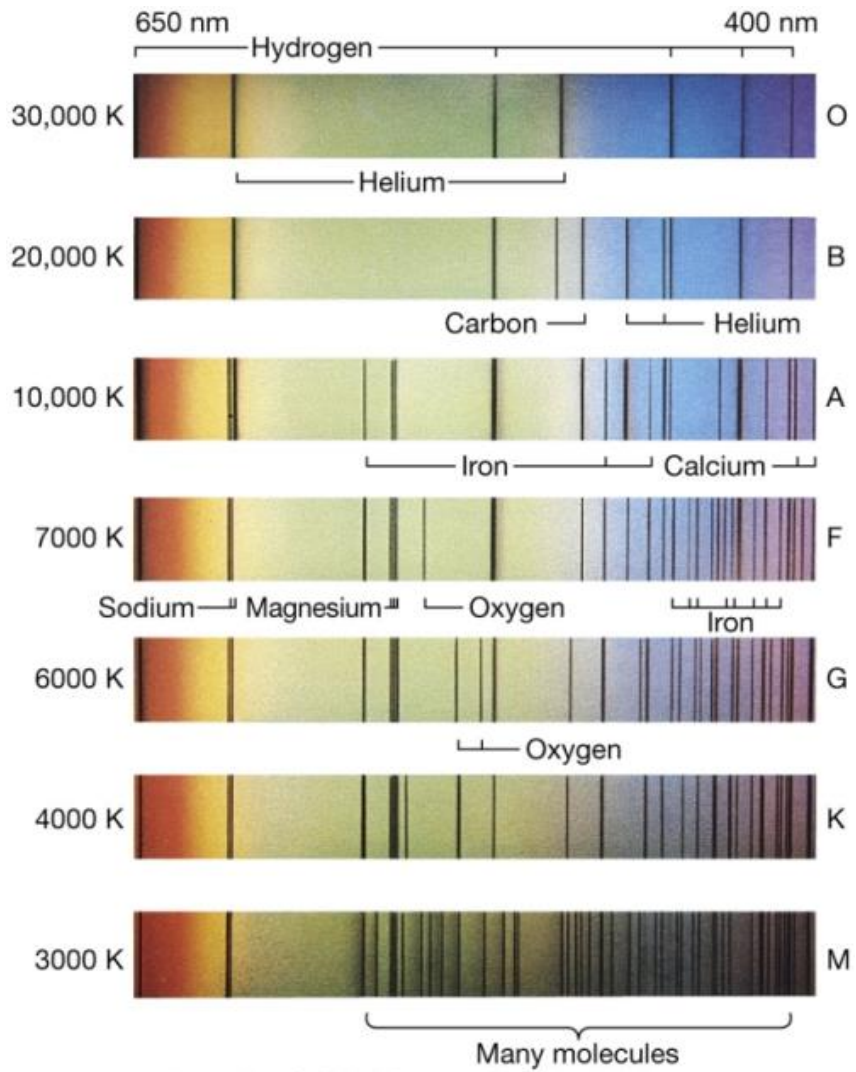 650 nm 400 nm
Hydrogen
30,000 K O
Helium
20,000 K B
Carbon Helium
10,000 K A
Iron Calcium
7000 K F
Sodium Magnesium Oxygen Iron
6000 K G
Oxygen
4000 K K
3000 K M
Many molecules